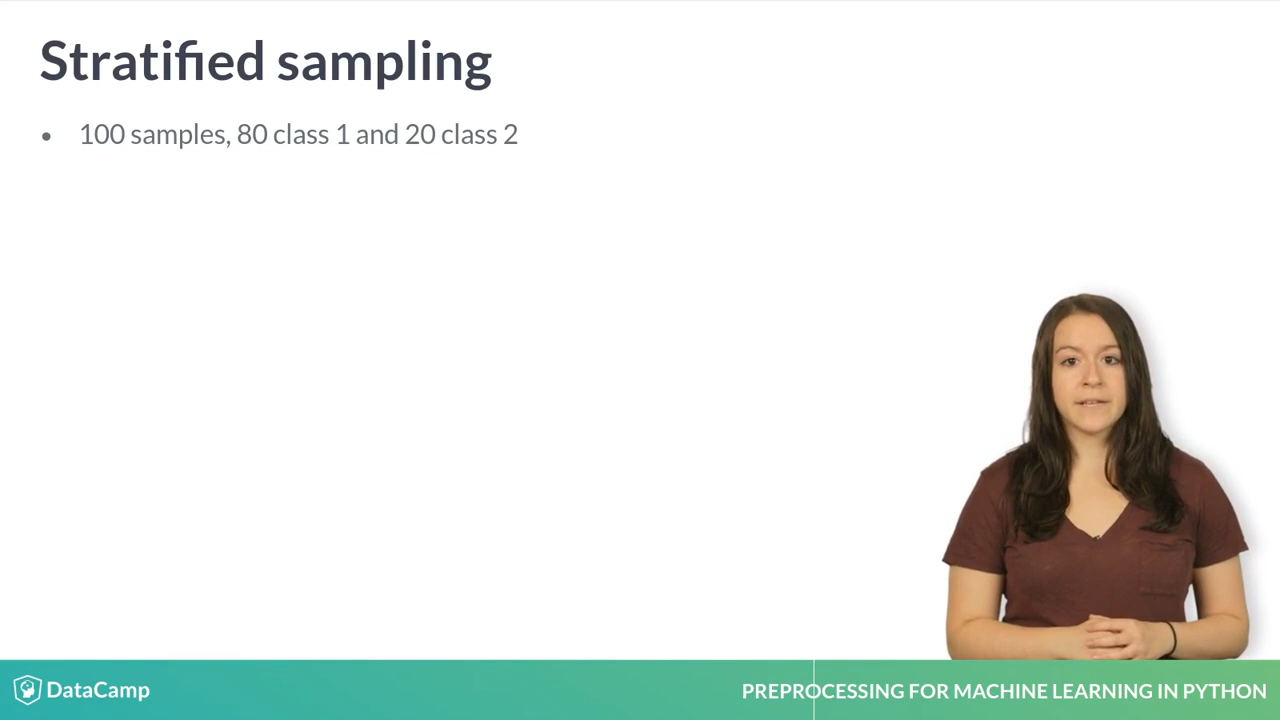 Stratified sampling
• 100 samples, 80 class 1 and 20 class 2
DataCamp
PREPROCESSING FOR MACHINE LEARNING IN PYTHON